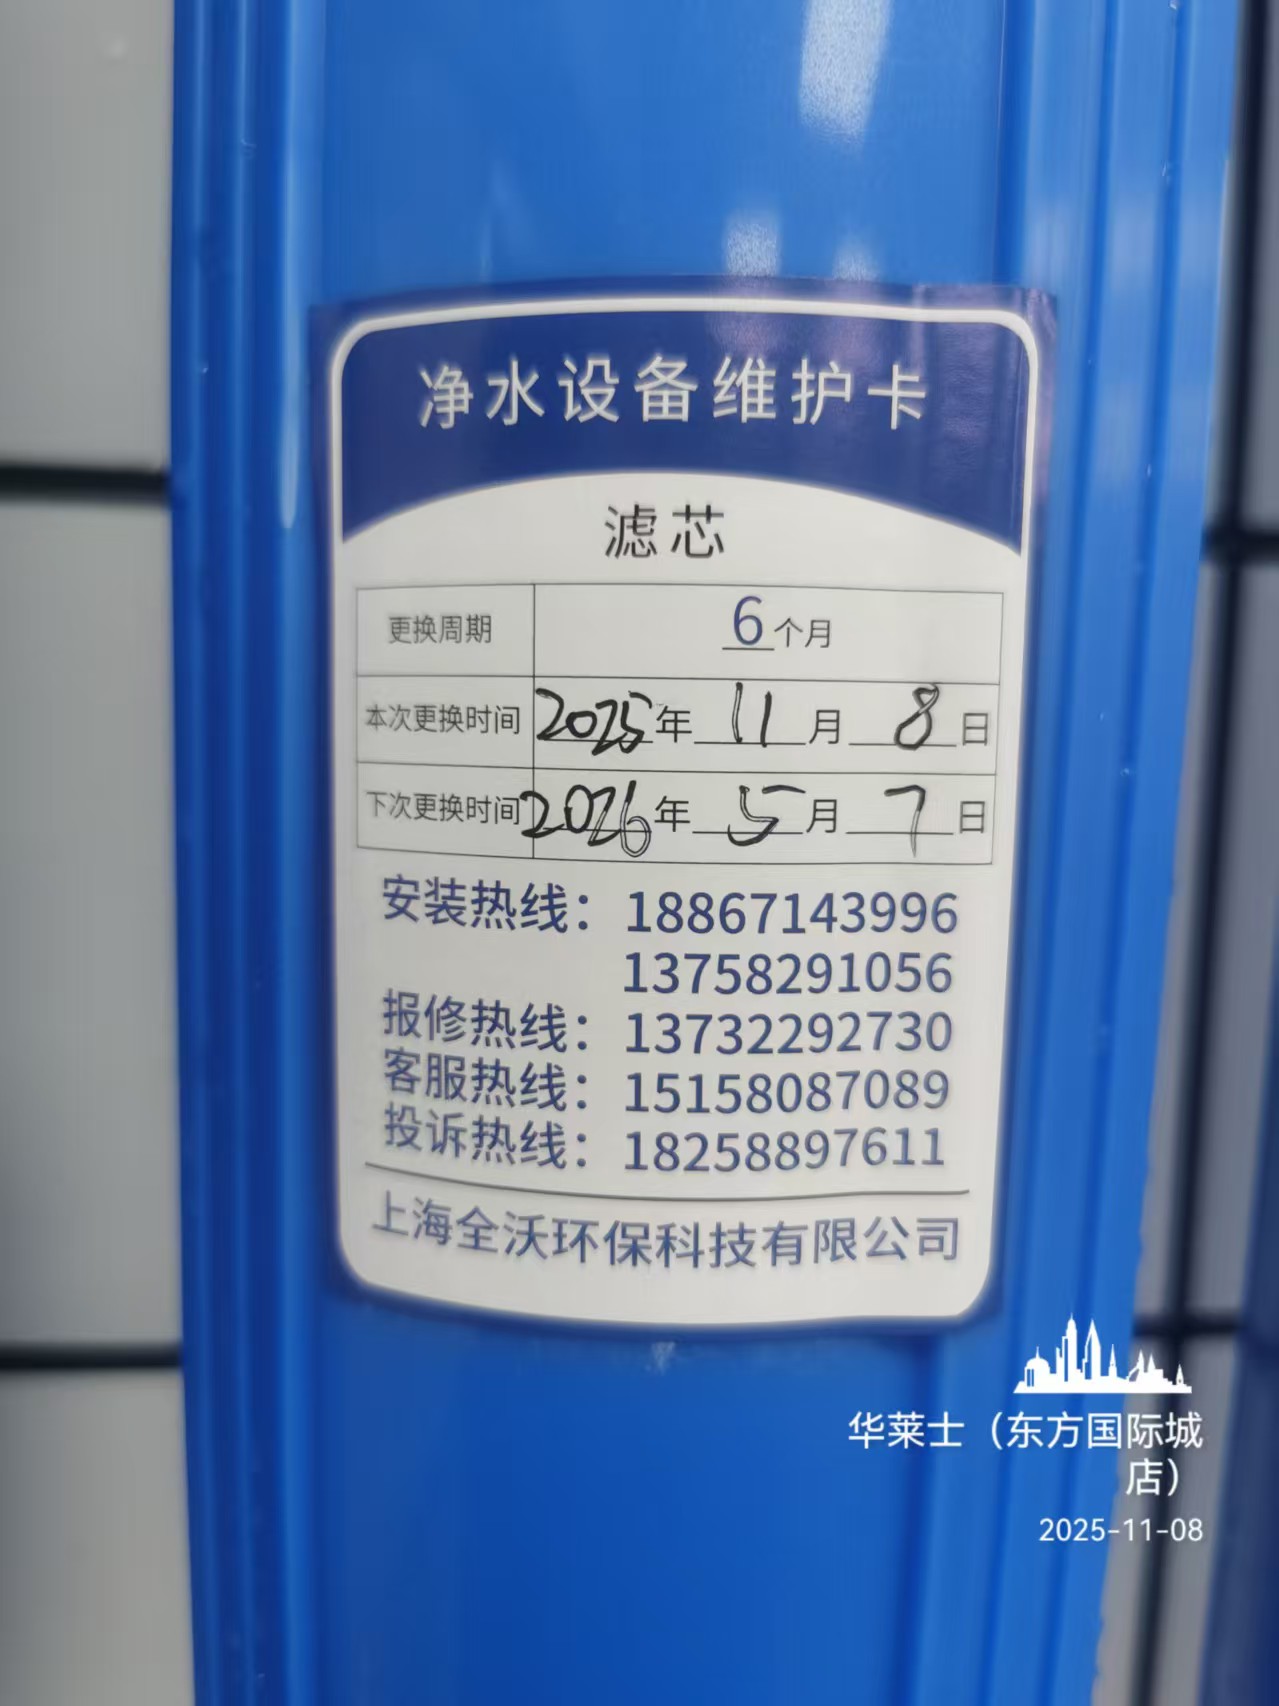 净水设备维护卡
滤芯
更换周期 6个月
本次更换时间 2025年11月8日
下次更换时间 2026年5月7日
安装热线：18867143996
13758291056
报修热线：13732292730
客服热线：15158087089
投诉热线：18258897611
上海全沃环保科技有限公司
华莱士（东方国际城
店）
2025-11-08